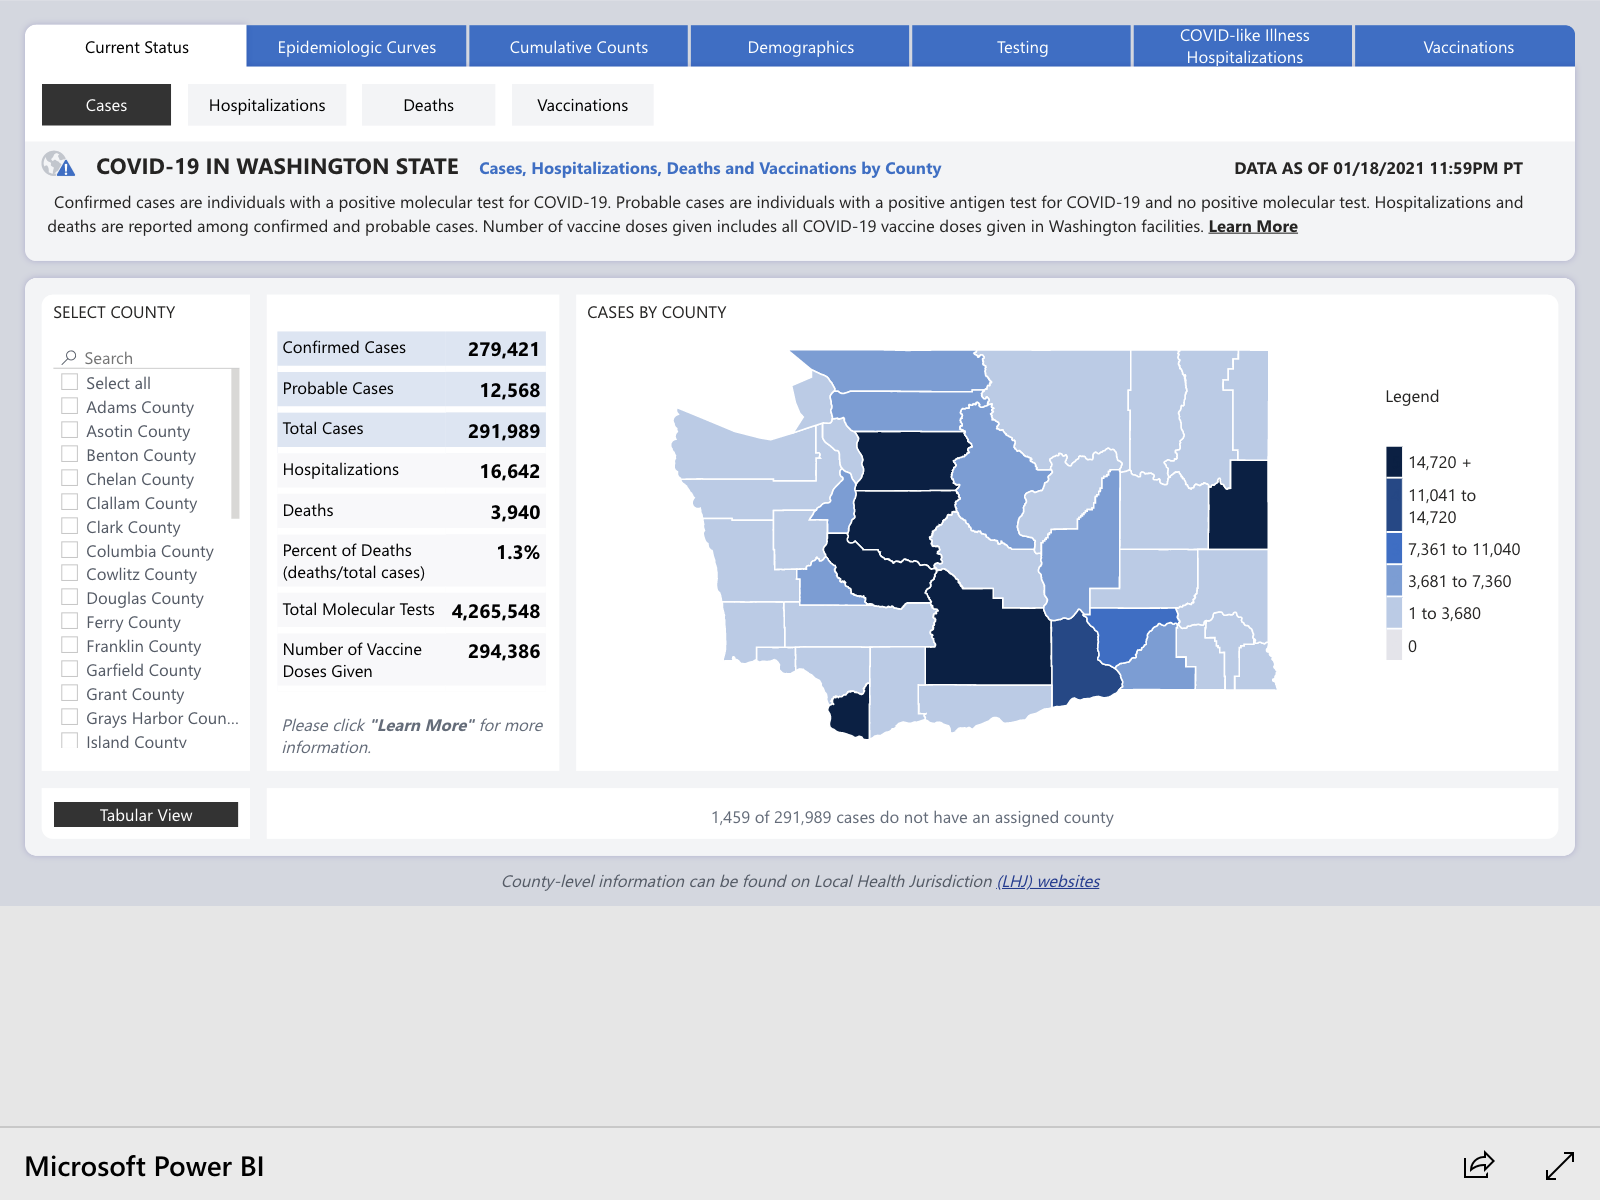 Current Status
Epidemiologic Curves
Cumulative Counts
Demographics
Testing
COVID-like Illness
Hospitalizations
Vaccinations
Cases
Hospitalizations
Deaths
Vaccinations
COVID-19 IN WASHINGTON STATE
Cases, Hospitalizations, Deaths and Vaccinations by County
DATA AS OF 01/18/2021 11:59PM PT
Confirmed cases are individuals with a positive molecular test for COVID-19. Probable cases are individuals with a positive antigen test for COVID-19 and no positive molecular test. Hospitalizations and
deaths are reported among confirmed and probable cases. Number of vaccine doses given includes all COVID-19 vaccine doses given in Washington facilities. Learn More
SELECT COUNTY
Search
Select all
Adams County
Asotin County
Benton County
Chelan County
Clallam County
Clark County
Columbia County
Cowlitz County
Douglas County
Ferry County
Franklin County
Garfield County
Grant County
Grays Harbor Coun...
Island County
Tabular View
Confirmed Cases 279,421
Probable Cases 12,568
Total Cases 291,989
Hospitalizations 16,642
Deaths 3,940
Percent of Deaths 1.3%
(deaths/total cases)
Total Molecular Tests 4,265,548
Number of Vaccine 294,386
Doses Given
Please click "Learn More" for more
information.
CASES BY COUNTY
Legend
14,720 +
11,041 to
14,720
7,361 to 11,040
3,681 to 7,360
1 to 3,680
0
1,459 of 291,989 cases do not have an assigned county
County-level information can be found on Local Health Jurisdiction (LHJ) websites
Microsoft Power BI